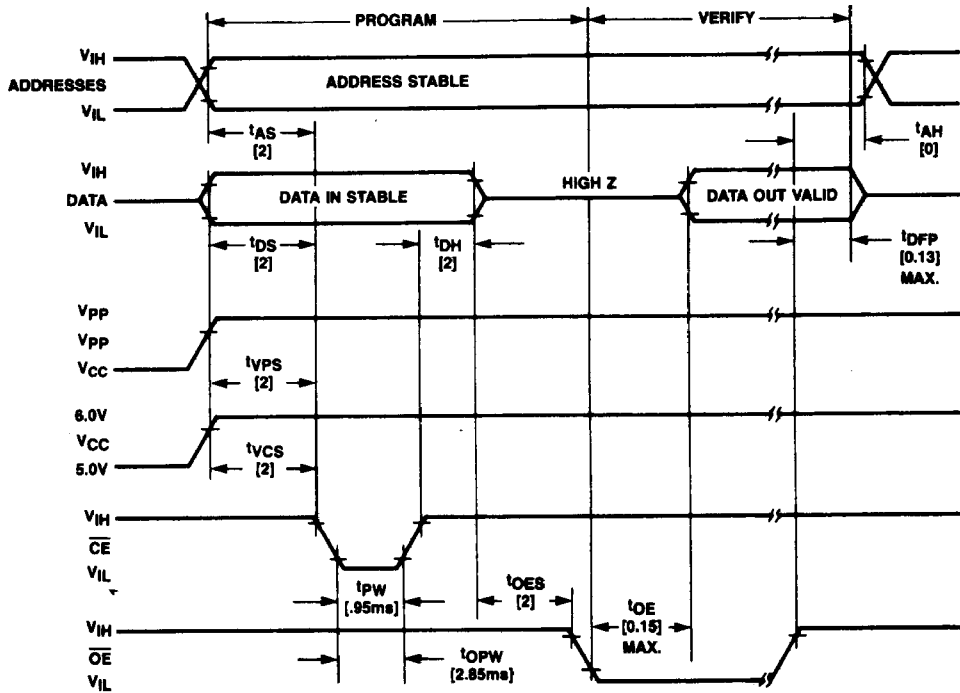 PROGRAM
VERIFY
VIH
ADDRESSES
VIL
ADDRESS STABLE
tAS
[2]
tAH
[0]
VIH
DATA
VIL
DATA IN STABLE
HIGH Z
DATA OUT VALID
tDS
[2]
tDH
[2]
tDFP
[0.13]
MAX.
VPP
VPP
VCC
tVPS
[2]
6.0V
VCC
5.0V
tVCS
[2]
VIH
CE
VIL
tPW
[.95ms]
tOES
[2]
tOE
[0.15]
MAX.
VIH
OE
VIL
tOPW
[2.85ms]